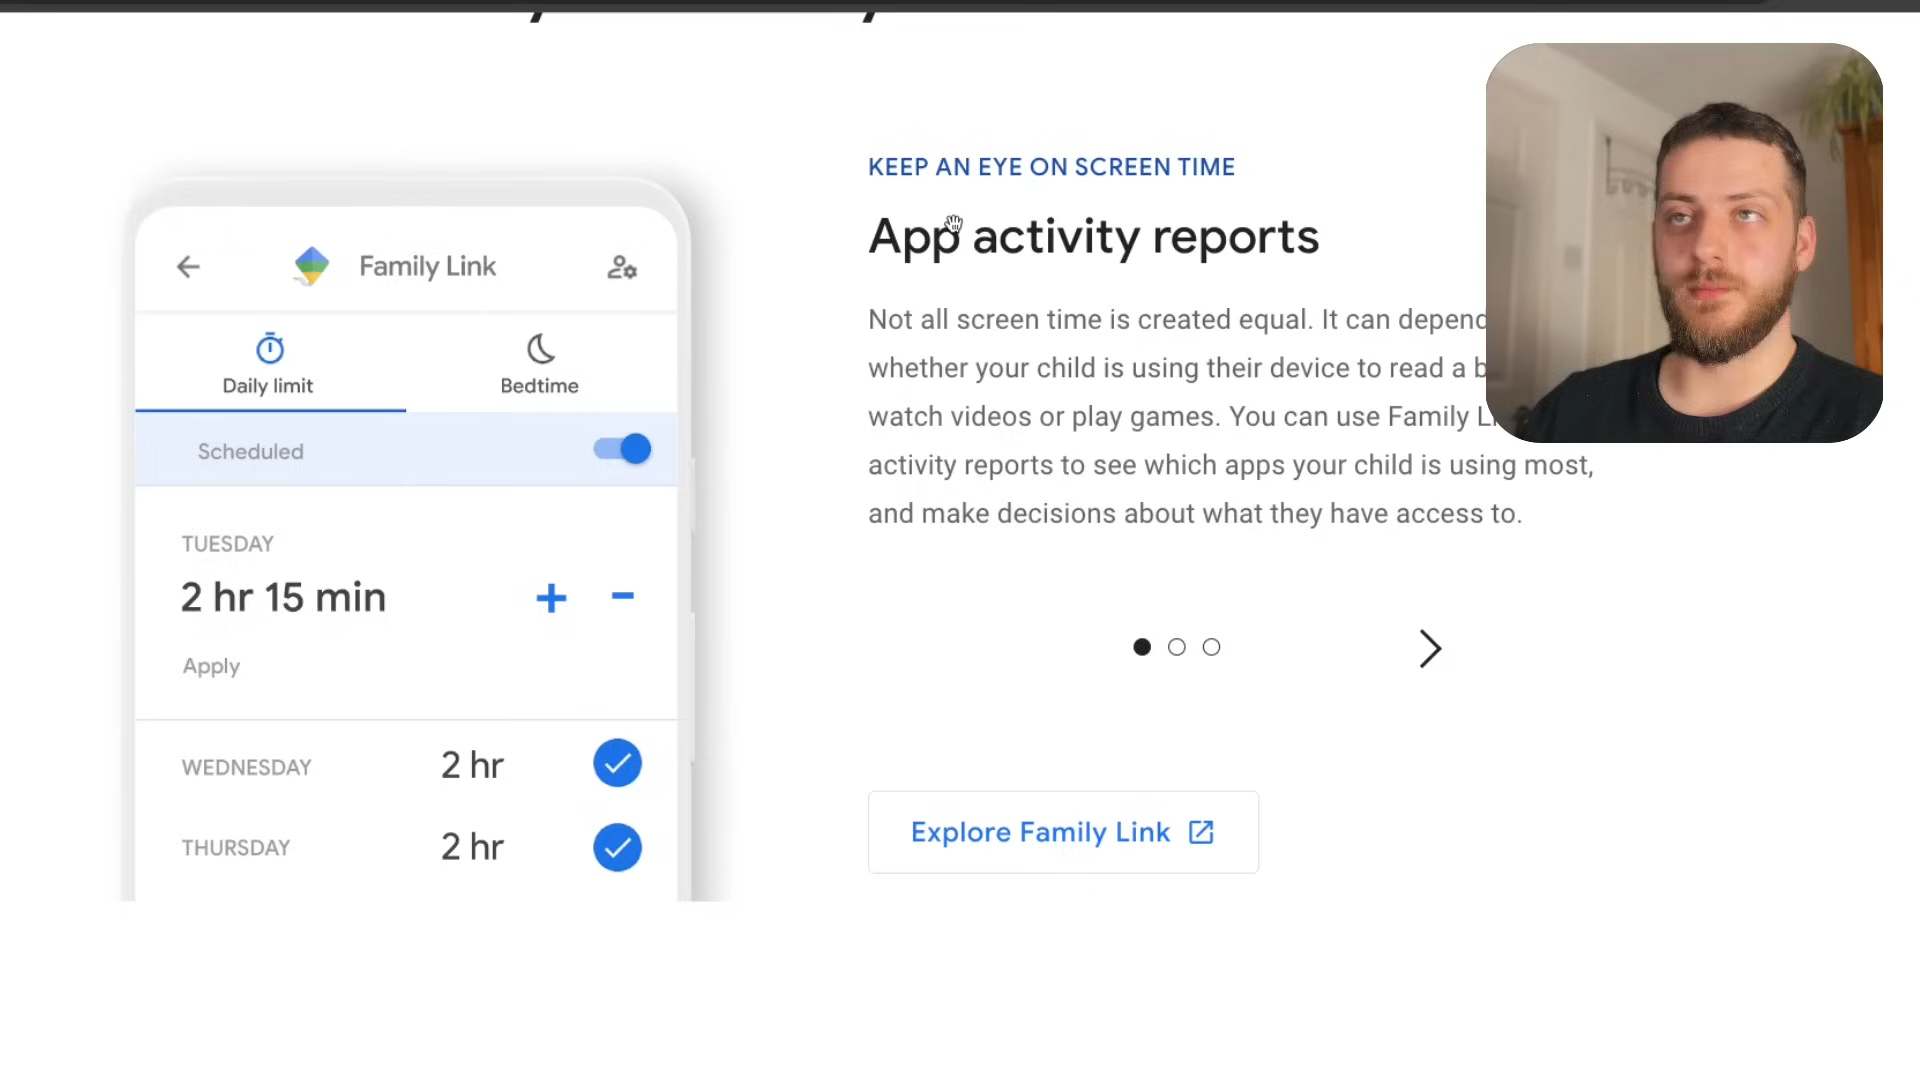 Family Link
Daily limit
Bedtime
Scheduled
TUESDAY
2 hr 15 min
Apply
WEDNESDAY
2 hr
THURSDAY
2 hr
KEEP AN EYE ON SCREEN TIME
App activity reports
Not all screen time is created equal. It can depend
whether your child is using their device to read a
watch videos or play games. You can use Family
activity reports to see which apps your child is using most,
and make decisions about what they have access to.
Explore Family Link